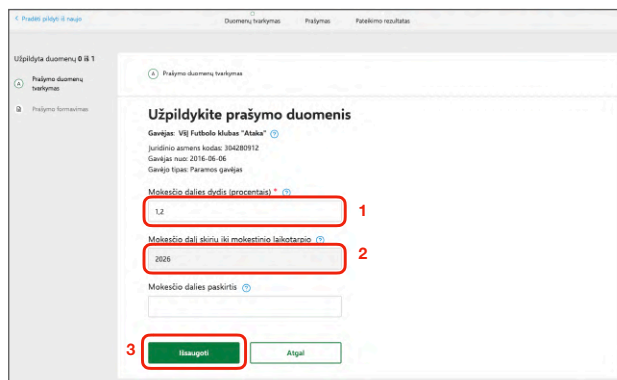 Pradėti pildyti iš naujo
Duomenų tvarkymas
Prašymas
Pateikimo rezultatas
Užpildyta duomenų 0 iš 1
A
Prašymo duomenų
tvarkymas
Prašymo formavimas
A Prašymo duomenų tvarkymas
Užpildykite prašymo duomenis
Gavėjas: VšĮ Futbolo klubas "Ataka" ?
Juridinio asmens kodas: 304280912
Gavėjas nuo: 2016-06-06
Gavėjo tipas: Paramos gavėjas
Mokesčio dalies dydis (procentais) * ?
1,2
1
Mokesčio dalį skiriu iki mokestinio laikotarpio ?
2026
2
Mokesčio dalies paskirtis ?
3
Išsaugoti
Atgal